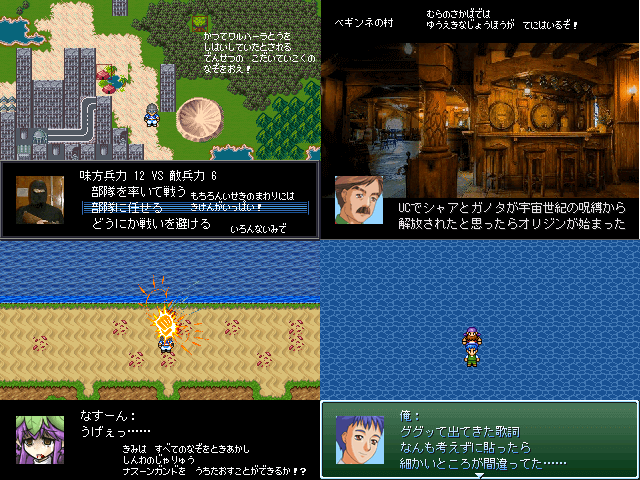 かつてワルハーラとうを
しはいしていたとされる
でんせつの こだいていこくの
なぞをおえ!
味方兵力 12 VS 敵兵力 6
部隊を率いて戦う
部隊に任せる
どうにか戦いを避ける
もちろんいせきのまわりには
きけんがいっぱい!
いろんないみで
ペギンネの村
むらのさかばでは
ゆうえきなじょうほうが てにはいるぞ!
UCでシャアとガノタが宇宙世紀の呪縛から
解放されたと思ったらオリジンが始まった
なすーん:
うげぇっ……
きみは すべてのなぞをときあかし
しんわのじゃりゅう
ナスーンガンドを うちたおすことができるか!?
俺:
ググッて出てきた歌詞
なんも考えずに貼ったら
細かいところが間違ってた……